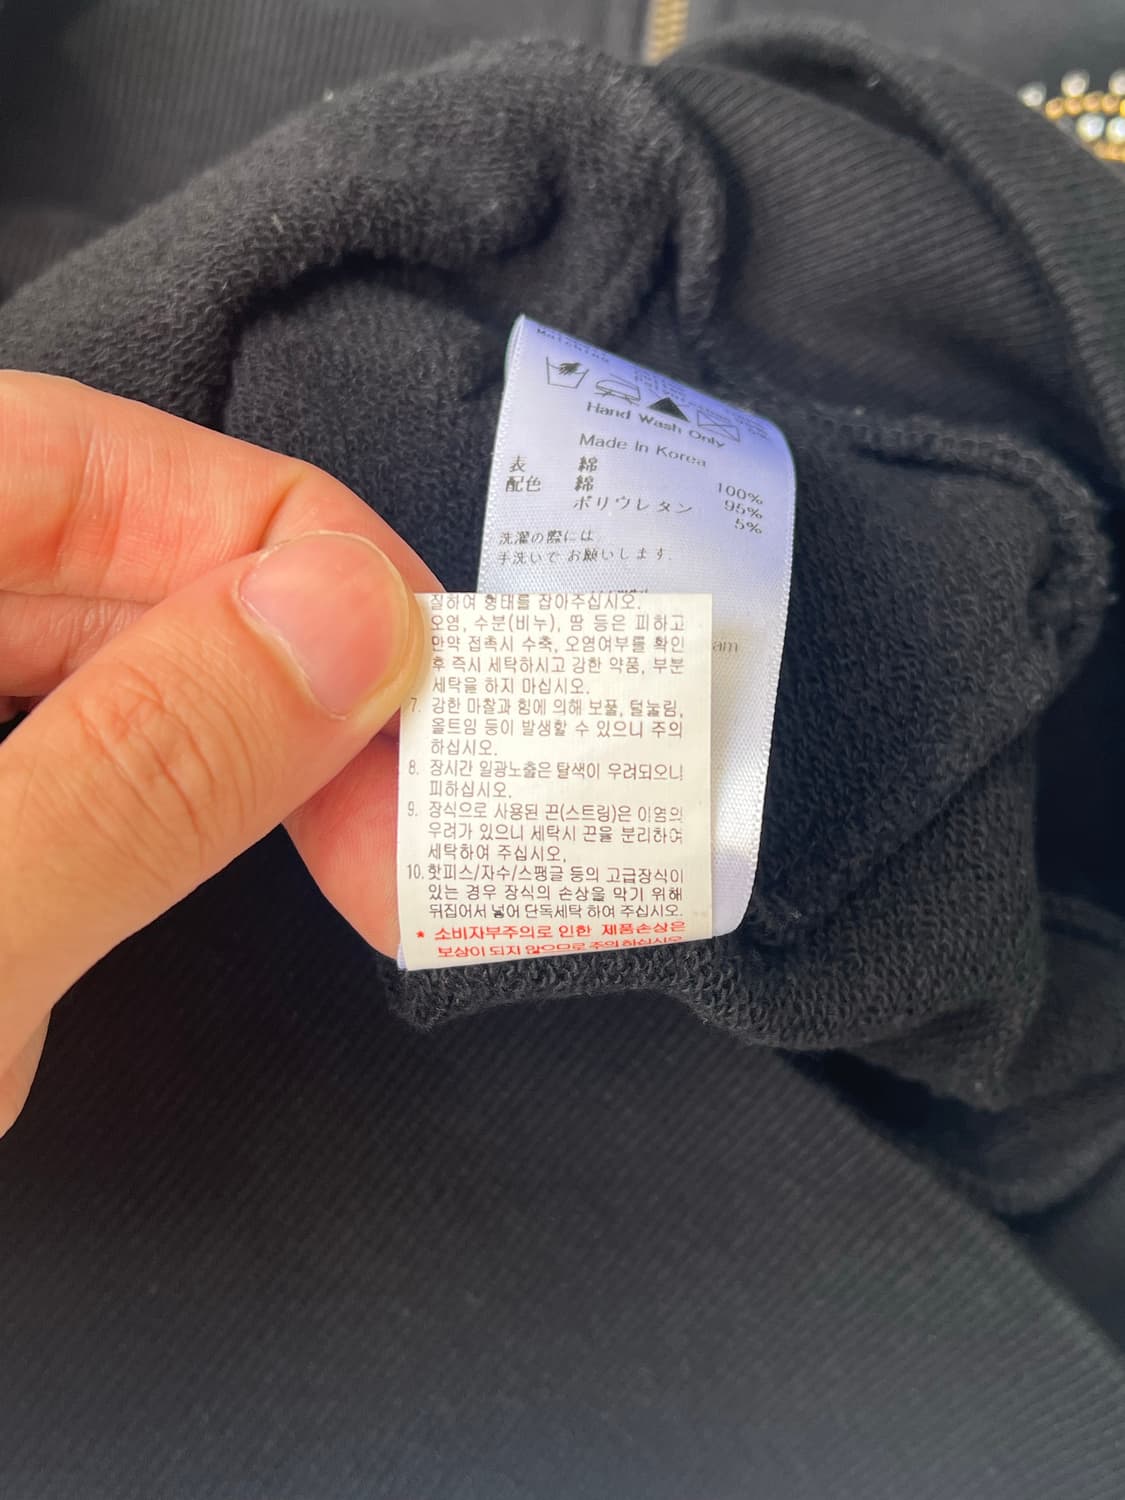 Matching
Hand Wash Only
Made In Korea
表 綿 100%
配色 綿 95%
ポリウレタン 5%
洗濯の際には
手洗いで お願いします.
am
질하여 형태를 잡아주십시오.
오염, 수분(비누), 땀 등은 피하고
만약 접촉시 수축, 오염여부를 확인
후 즉시 세탁하시고 강한 약품, 부분
세탁을 하지 마십시오.
7. 강한 마찰과 힘에 의해 보풀, 털눌림,
올트임 등이 발생할 수 있으니 주의
하십시오.
8. 장시간 일광노출은 탈색이 우려되오니
피하십시오.
9. 장식으로 사용된 끈(스트링)은 이염의
우려가 있으니 세탁시 끈을 분리하여
세탁하여 주십시오,
10. 핫피스/자수/스팽글 등의 고급장식이
있는 경우 장식의 손상을 막기 위해
뒤집어서 넣어 단독세탁 하여 주십시오.
* 소비자부주의로 인한 제품손상은
보상이 되지 않으므로 주의 하십시오